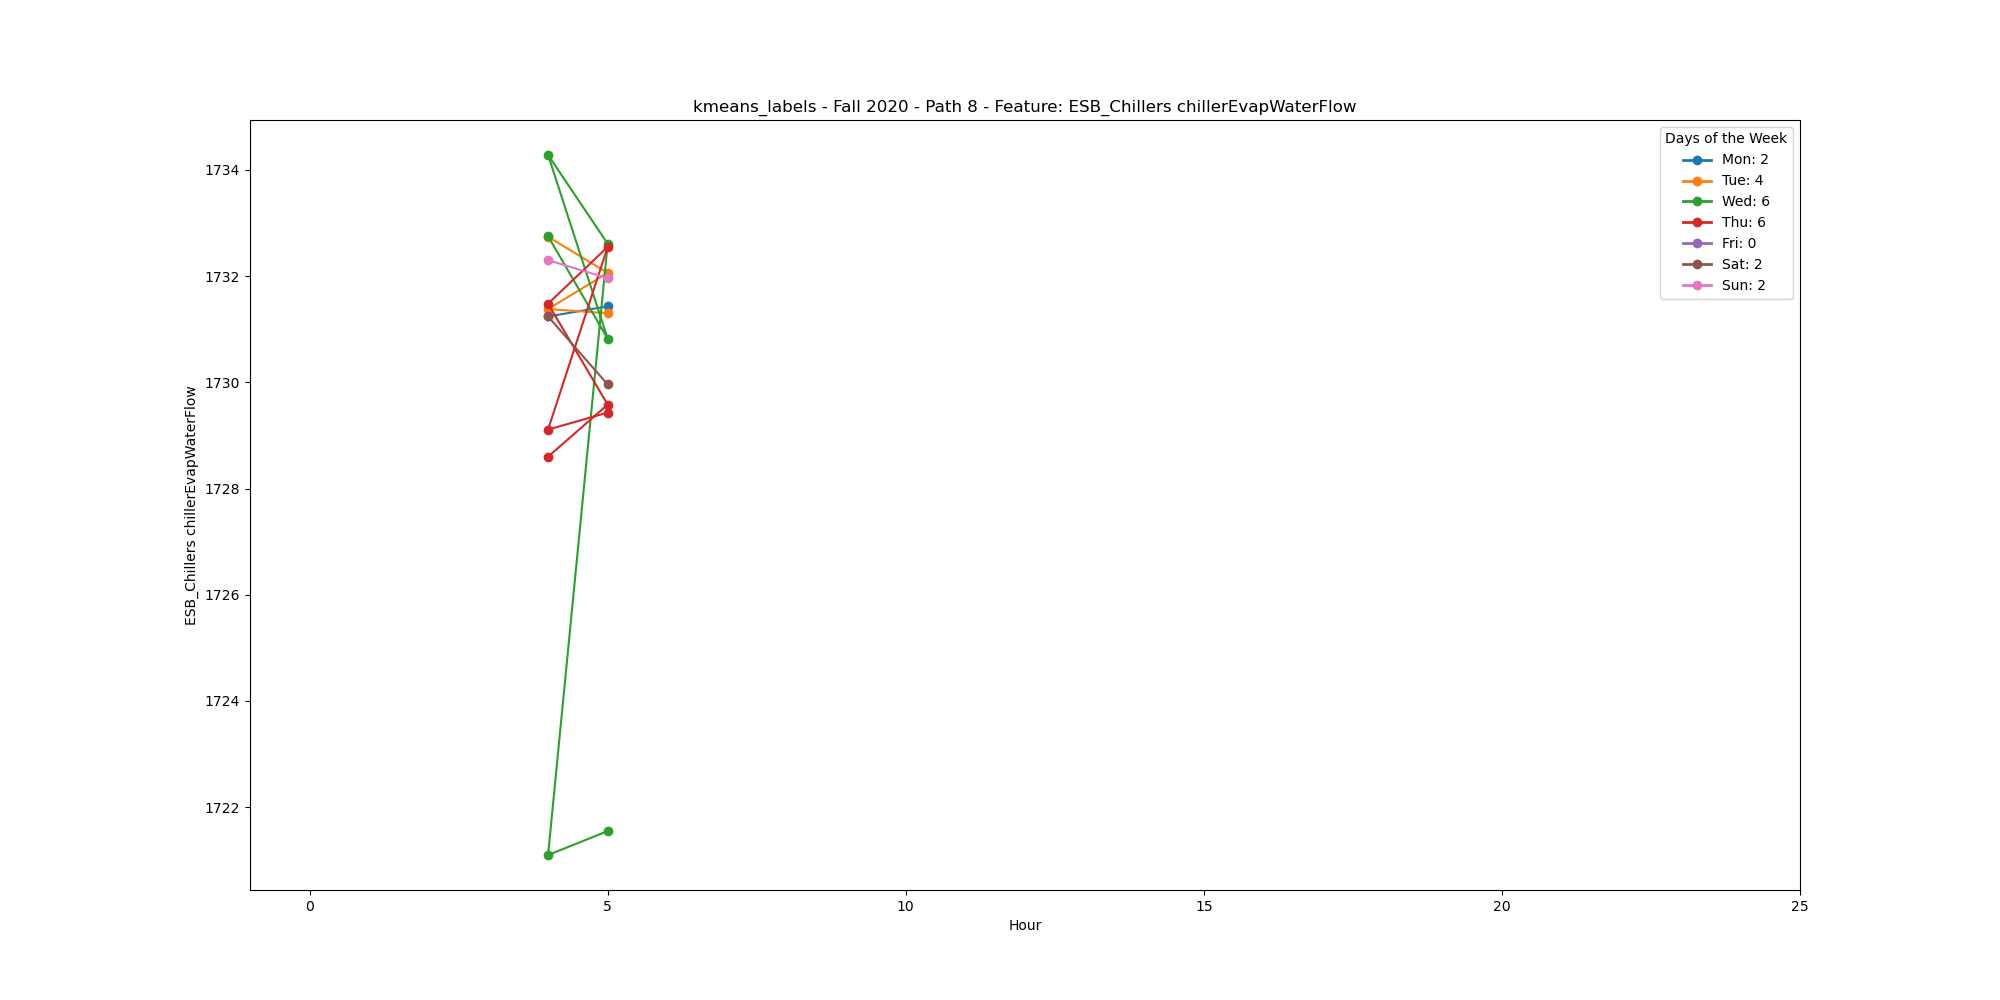 kmeans_labels - Fall 2020 - Path 8 - Feature: ESB_Chillers chillerEvapWaterFlow
Days of the Week
Mon: 2
Tue: 4
Wed: 6
Thu: 6
Fri: 0
Sat: 2
Sun: 2
ESB_Chillers chillerEvapWaterFlow
1734
1732
1730
1728
1726
1724
1722
0 5 10 15 20 25
Hour